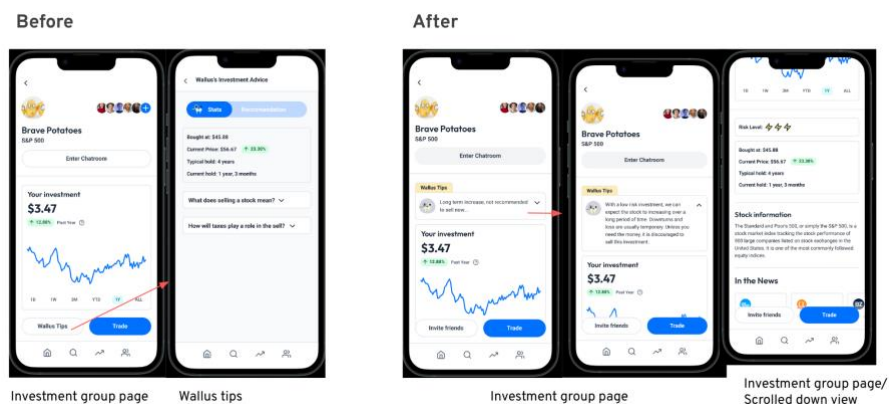 Before
After
Brave Potatoes
S&P 500
Enter Chatroom
Your investment
$3.47
↑ 12.88% Past Year
1D 1W 3M YTD 1Y ALL
Wallus Tips
Trade
Investment group page
Wallus's Investment Advice
Stats
Recommendation
Bought at: $45.88
Current Price: $56.67 ↑ 23.30%
Typical hold: 4 years
Current hold: 1 year, 3 months
What does selling a stock mean?
How will taxes play a role in the sell?
Wallus tips
Brave Potatoes
S&P 500
Enter Chatroom
Wallus Tips
Long term increase, not recommended
to sell now...
Your investment
$3.47
↑ 12.88% Past Year
Invite friends
Trade
Brave Potatoes
S&P 500
Enter Chatroom
Wallus Tips
With a low risk investment, we can
expect the stock to increasing over a
long period of time. Downturns and
lows are usually temporary. Unless you
need the money, it is discouraged to
sell this investment.
Your investment
$3.47
↑ 12.88% Past Year
Invite friends
Trade
Investment group page
1D 1W 3M YTD 1Y ALL
Risk Level:
Bought at: $45.88
Current Price: $56.67 ↑ 23.30%
Typical hold: 4 years
Current hold: 1 year, 3 months
Stock information
The Standard and Poor's 500, or simply the S&P 500, is a
stock market index tracking the stock performance of
500 large companies listed on stock exchanges in the
United States. It is one of the most commonly followed
equity indices.
In the News
Invite friends
Trade
Investment group page/
Scrolled down view